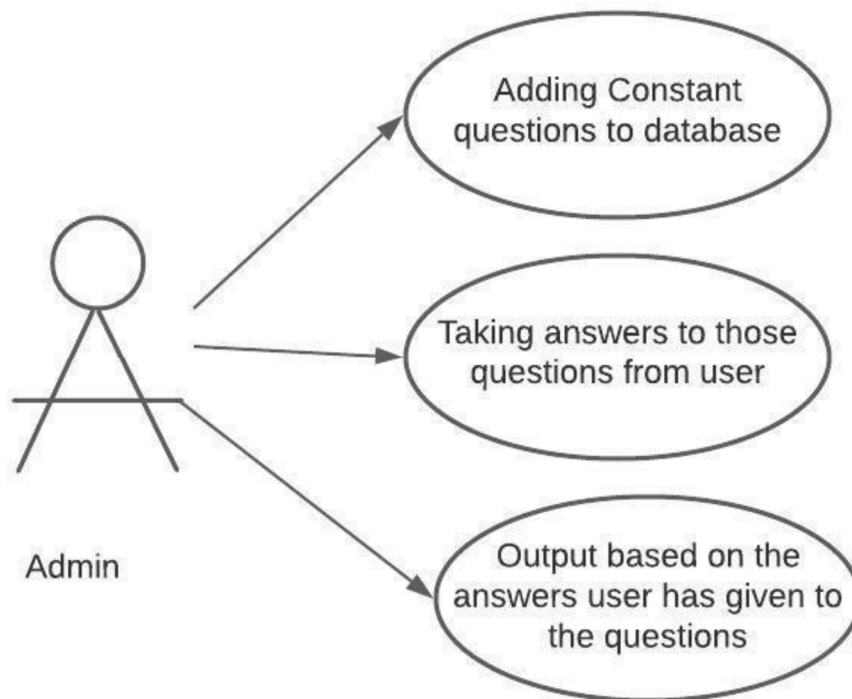 Adding Constant
questions to database
Taking answers to those
questions from user
Admin
Output based on the
answers user has given to
the questions